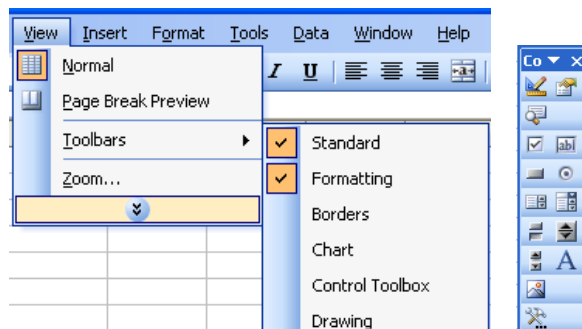 View Insert Format Tools Data Window Help
Normal
Page Break Preview
Toolbars
Zoom...
Standard
Formatting
Borders
Chart
Control Toolbox
Drawing
I U a
Co
abl
A